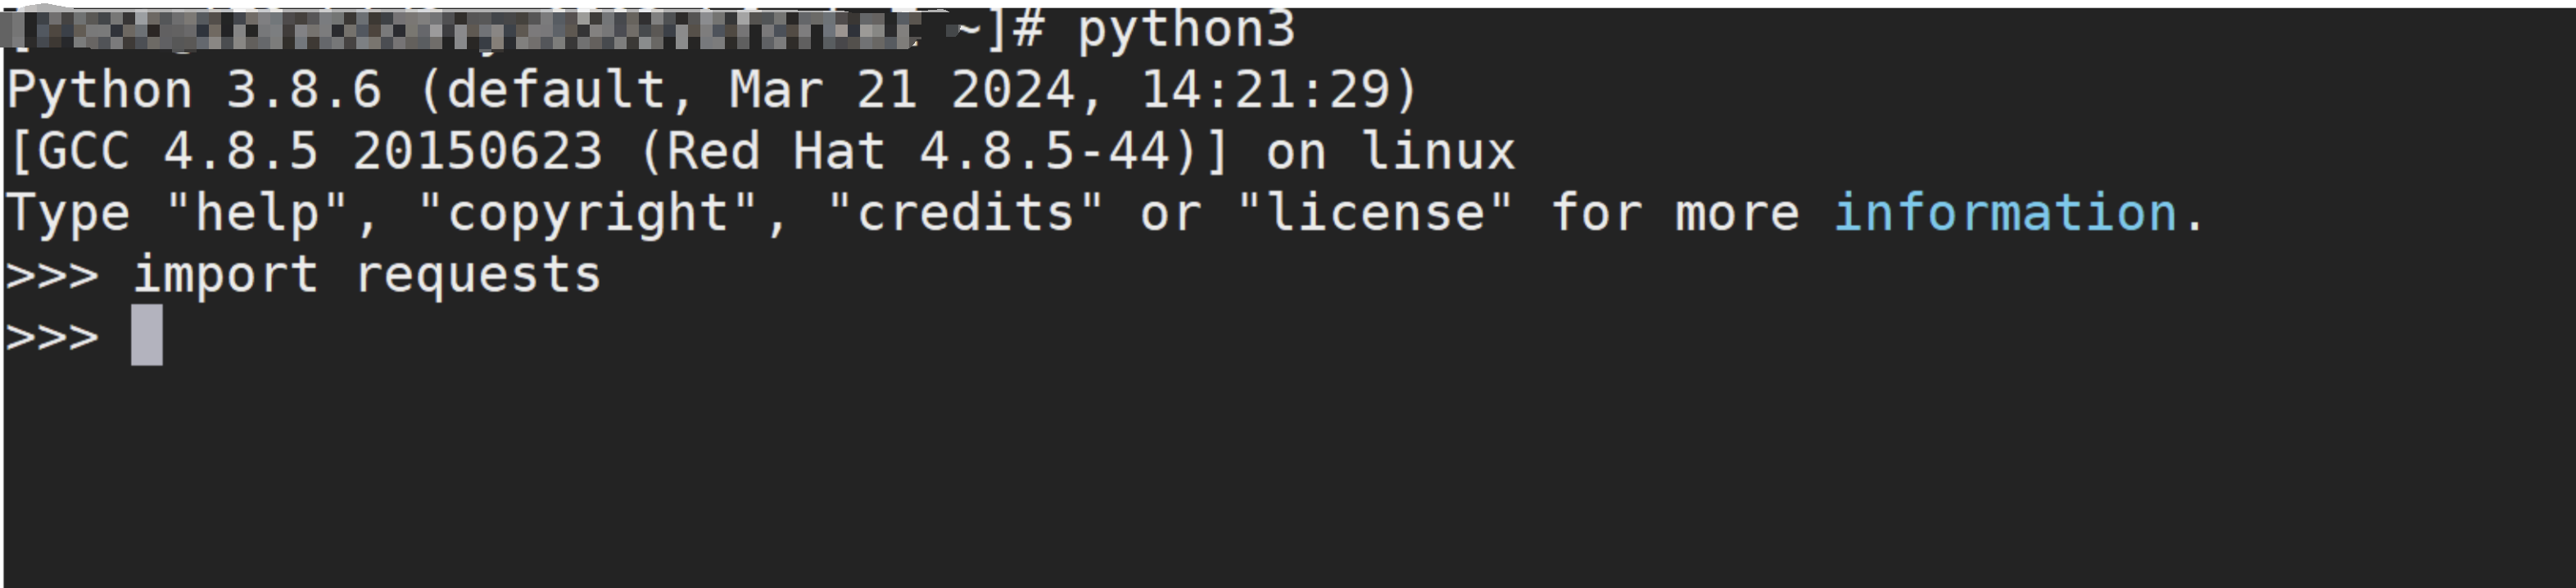 ~]# python3
Python 3.8.6 (default, Mar 21 2024, 14:21:29)
[GCC 4.8.5 20150623 (Red Hat 4.8.5-44)] on linux
Type "help", "copyright", "credits" or "license" for more information.
>>> import requests
>>>